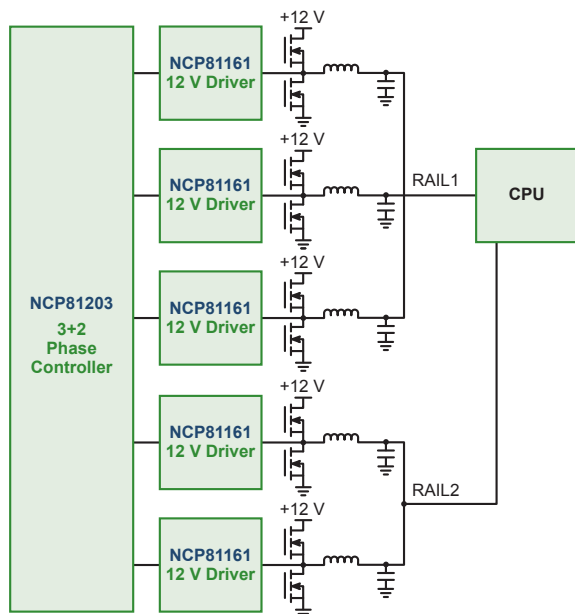 +12 V
NCP81161
12 V Driver
+12 V
NCP81161
12 V Driver
RAIL1
CPU
+12 V
NCP81203
3+2
Phase
Controller
NCP81161
12 V Driver
+12 V
NCP81161
12 V Driver
RAIL2
+12 V
NCP81161
12 V Driver